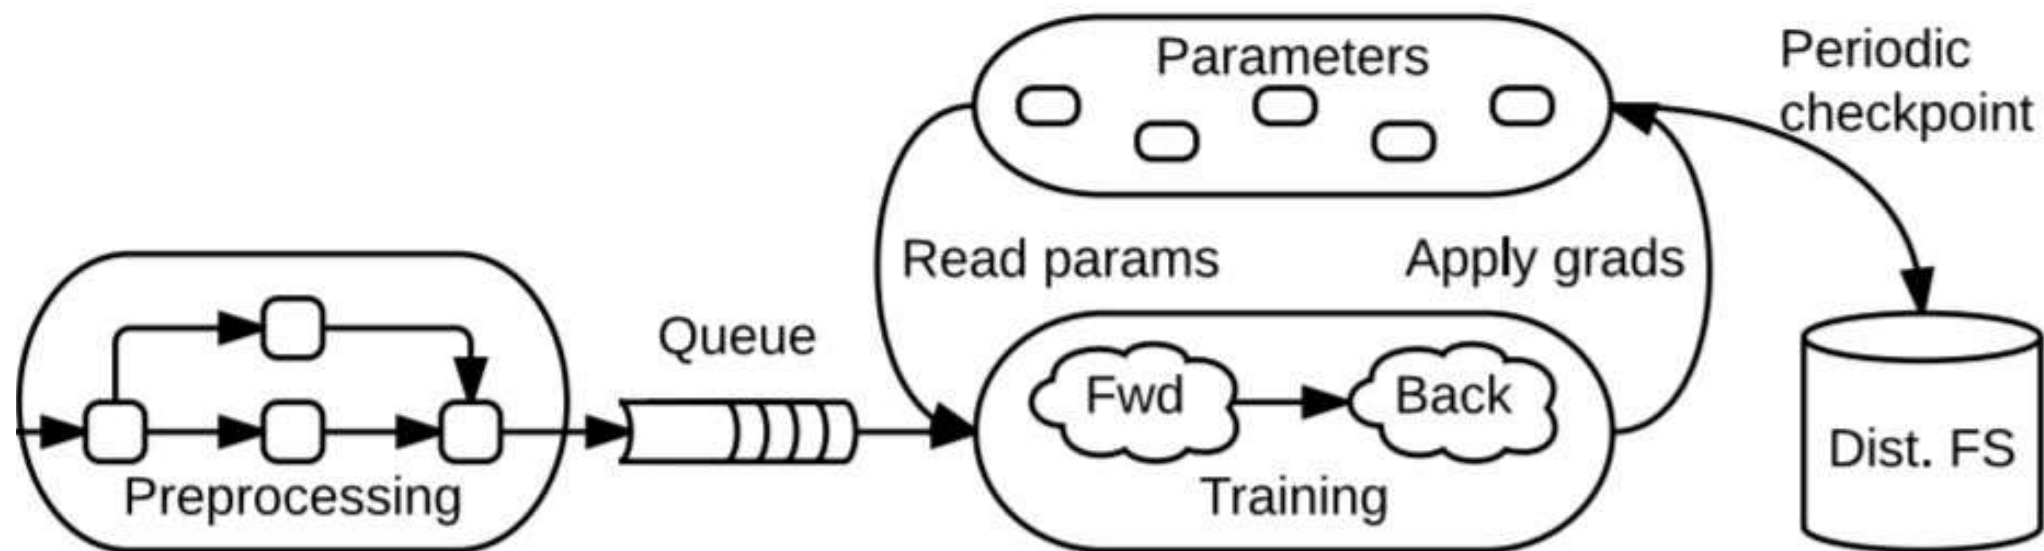 Parameters
Periodic
checkpoint
Read params
Apply grads
Queue
Fwd
Back
Dist. FS
Preprocessing
Training